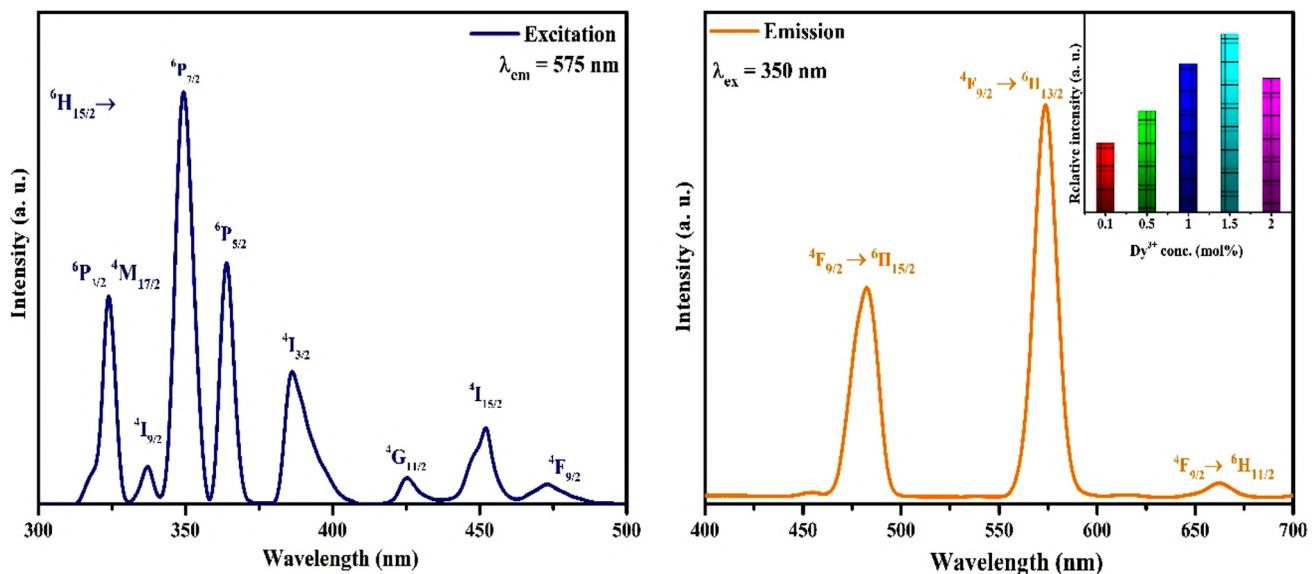 Excitation
λem = 575 nm
6H15/2→
6P7/2
6P5/2
6P3/2 4M17/2
4I9/2
4I3/2
4I15/2
4G11/2
4F9/2
Intensity (a. u.)
300 350 400 450 500
Wavelength (nm)
Emission
λex = 350 nm
4F9/2 → 6H13/2
4F9/2 → 6H15/2
4F9/2 → 6H11/2
Intensity (a. u.)
400 450 500 550 600 650 700
Wavelength (nm)
Relative intensity (a. u.)
0.1 0.5 1 1.5 2
Dy3+ conc. (mol%)